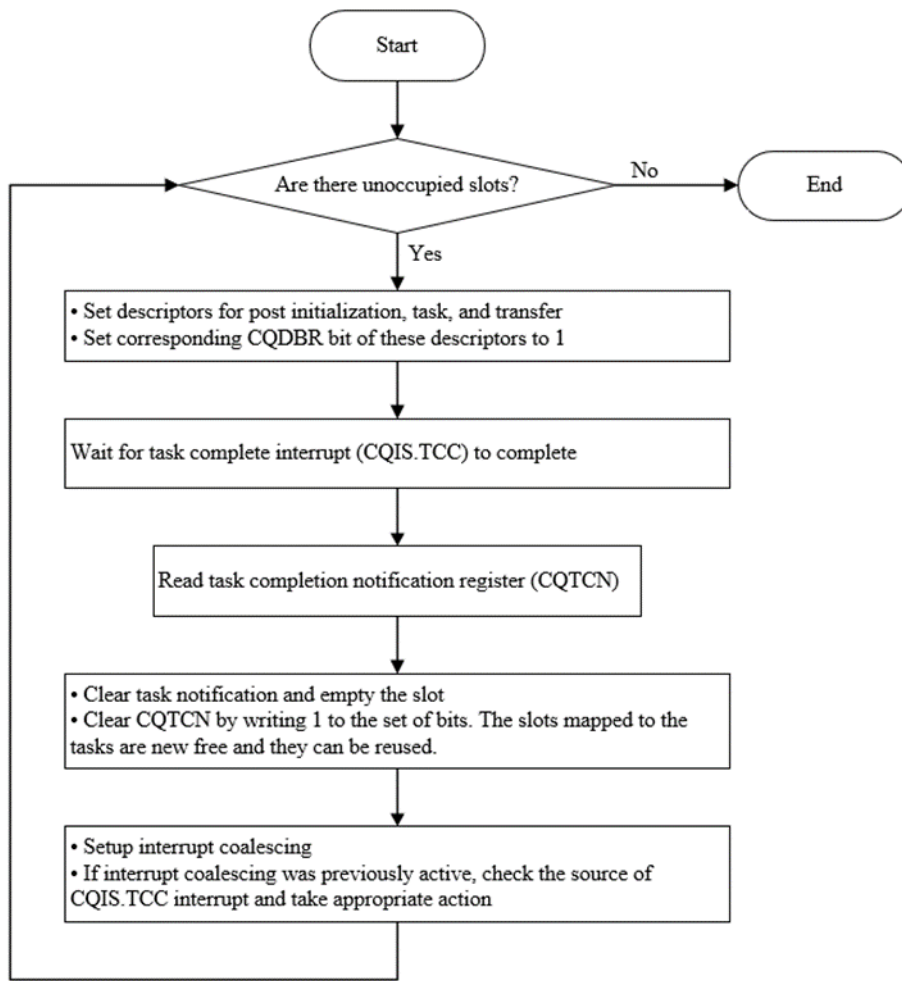 Start
Are there unoccupied slots?
No
End
Yes
• Set descriptors for post initialization, task, and transfer
• Set corresponding CQDBR bit of these descriptors to 1
Wait for task complete interrupt (CQIS.TCC) to complete
Read task completion notification register (CQTCN)
• Clear task notification and empty the slot
• Clear CQTCN by writing 1 to the set of bits. The slots mapped to the
tasks are new free and they can be reused.
• Setup interrupt coalescing
• If interrupt coalescing was previously active, check the source of
CQIS.TCC interrupt and take appropriate action